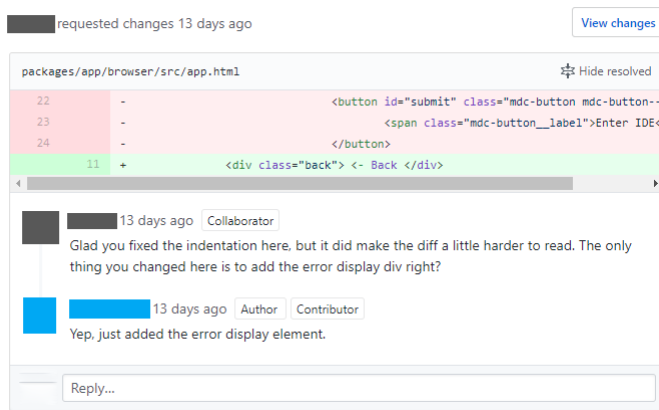 requested changes 13 days ago
View changes
packages/app/browser/src/app.html
Hide resolved
22 - <button id="submit" class="mdc-button mdc-button--
23 - <span class="mdc-button__label">Enter IDE<
24 - </button>
11 + <div class="back"> <- Back </div>
13 days ago Collaborator
Glad you fixed the indentation here, but it did make the diff a little harder to read. The only
thing you changed here is to add the error display div right?
13 days ago Author Contributor
Yep, just added the error display element.
Reply...